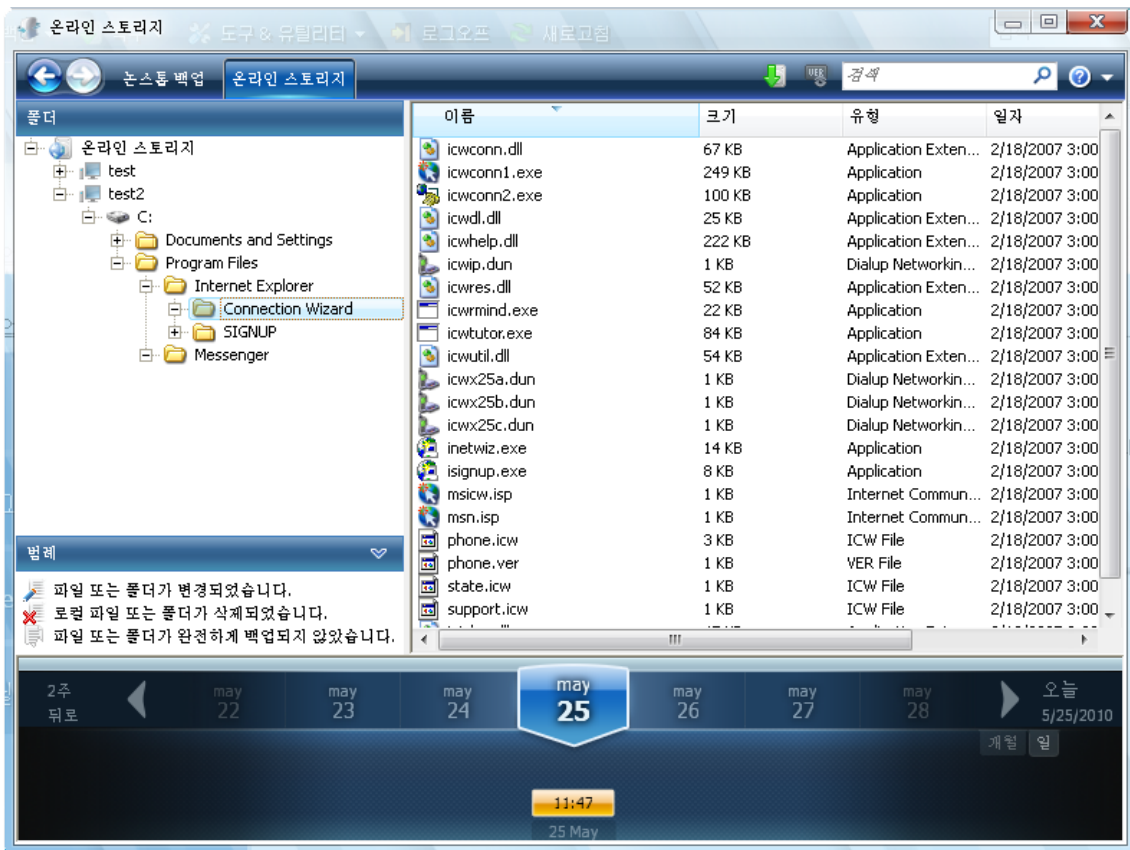 온라인 스토리지
도구 & 유틸리티 로그오프 새로고침
논스톱 백업 온라인 스토리지 VER 검색
폴더
온라인 스토리지
test
test2
C:
Documents and Settings
Program Files
Internet Explorer
Connection Wizard
SIGNUP
Messenger
범례
파일 또는 폴더가 변경되었습니다.
로컬 파일 또는 폴더가 삭제되었습니다.
파일 또는 폴더가 완전하게 백업되지 않았습니다.
이름 크기 유형 일자
icwconn.dll 67 KB Application Exten... 2/18/2007 3:00
icwconn1.exe 249 KB Application 2/18/2007 3:00
icwconn2.exe 100 KB Application 2/18/2007 3:00
icwdl.dll 25 KB Application Exten... 2/18/2007 3:00
icwhelp.dll 222 KB Application Exten... 2/18/2007 3:00
icwip.dun 1 KB Dialup Networkin... 2/18/2007 3:00
icwres.dll 52 KB Application Exten... 2/18/2007 3:00
icwrmind.exe 22 KB Application 2/18/2007 3:00
icwtutor.exe 84 KB Application 2/18/2007 3:00
icwutil.dll 54 KB Application Exten... 2/18/2007 3:00
icwx25a.dun 1 KB Dialup Networkin... 2/18/2007 3:00
icwx25b.dun 1 KB Dialup Networkin... 2/18/2007 3:00
icwx25c.dun 1 KB Dialup Networkin... 2/18/2007 3:00
inetwiz.exe 14 KB Application 2/18/2007 3:00
isignup.exe 8 KB Application 2/18/2007 3:00
msicw.isp 1 KB Internet Commun... 2/18/2007 3:00
msn.isp 1 KB Internet Commun... 2/18/2007 3:00
phone.icw 3 KB ICW File 2/18/2007 3:00
phone.ver 1 KB VER File 2/18/2007 3:00
state.icw 1 KB ICW File 2/18/2007 3:00
support.icw 1 KB ICW File 2/18/2007 3:00
2주 뒤로
may 22
may 23
may 24
may 25
may 26
may 27
may 28
오늘
5/25/2010
개월 일
11:47
25 May